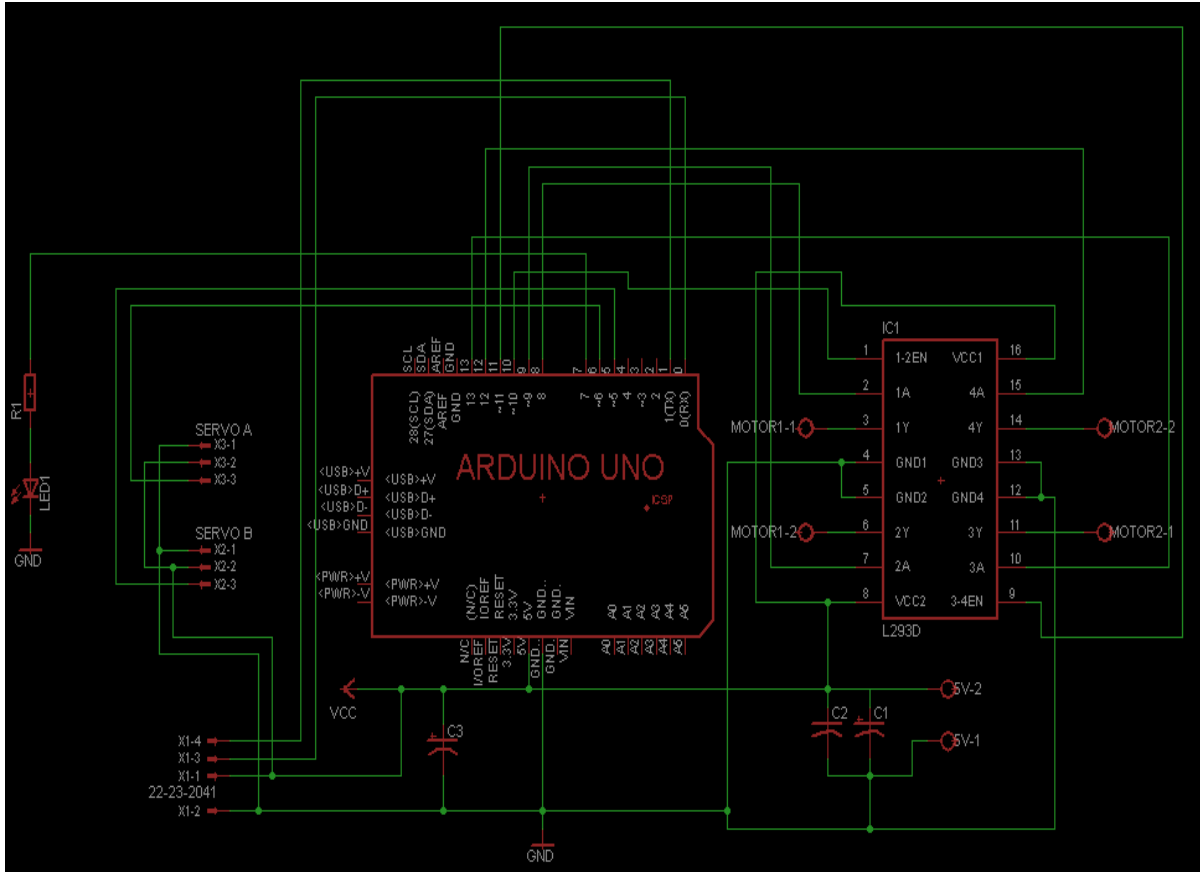 SCL
SDA
AREF
GND
13
12
11
10
9
8
7
6
5
4
3
2
1
0
28(SCL)
27(SDA)
AREF
GND
13
12
~11
~10
~9
8
7
~6
~5
4
~3
2
1(TX)
0(RX)
ARDUINO UNO
ICSP
<USB>+V
<USB>D+
<USB>D-
<USB>GND
<USB>+V
<USB>D+
<USB>D-
<USB>GND
<PWR>+V
<PWR>-V
<PWR>+V
<PWR>-V
(N/C)
IOREF
RESET
3.3V
5V
GND..
GND.
VIN
A0
A1
A2
A3
A4
A5
N/C
I/OREF
RESET
3.3V
5V
GND..
GND.
VIN
A0
A1
A2
A3
A4
A5
R1
LED1
GND
SERVO A
X3-1
X3-2
X3-3
SERVO B
X2-1
X2-2
X2-3
VCC
C3
X1-4
X1-3
X1-1
22-23-2041
X1-2
GND
IC1
1 1-2EN VCC1 16
2 1A 4A 15
MOTOR1-1 3 1Y 4Y 14 MOTOR2-2
4 GND1 GND3 13
5 GND2 GND4 12
MOTOR1-2 6 2Y 3Y 11 MOTOR2-1
7 2A 3A 10
8 VCC2 3-4EN 9
L293D
C2
C1
5V-2
5V-1